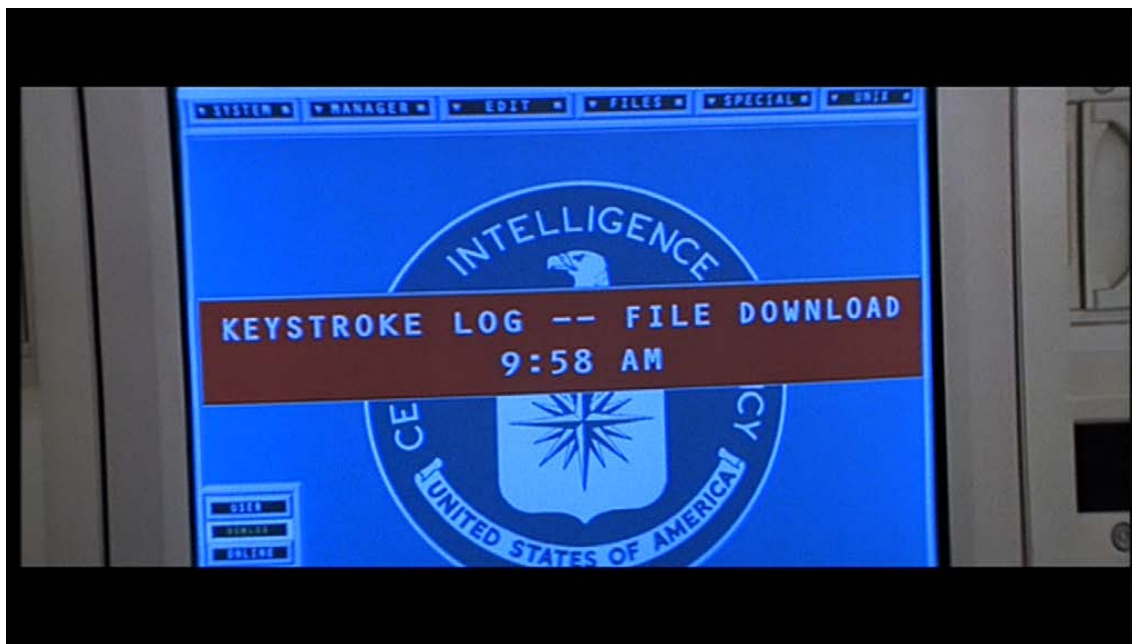 SYSTEM
MANAGER
EDIT
FILES
SPECIAL
UNIX
INTELLIGENCE
KEYSTROKE LOG -- FILE DOWNLOAD
9:58 AM
UNITED STATES OF AMERICA
USER
ONLINE